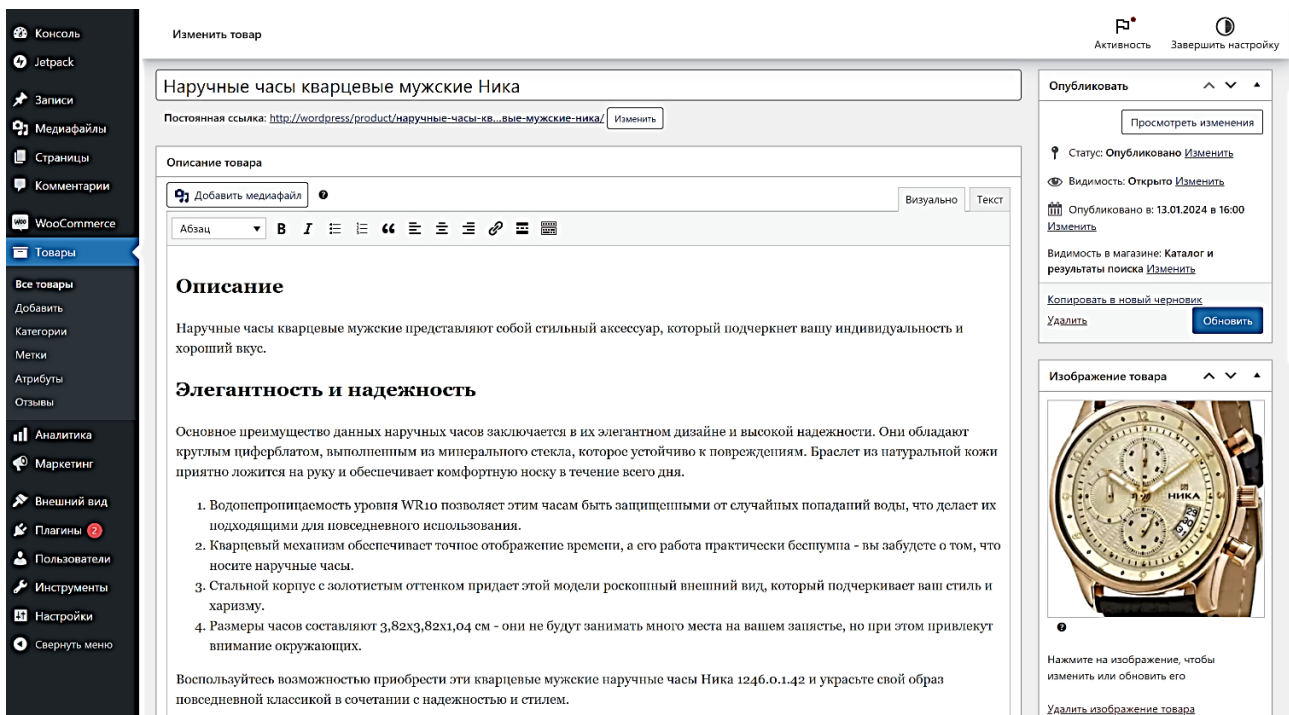 Консоль
Jetpack
Записи
Медиафайлы
Страницы
Комментарии
WooCommerce
Товары
Все товары
Добавить
Категории
Метки
Атрибуты
Отзывы
Аналитика
Маркетинг
Внешний вид
Плагины 2
Пользователи
Инструменты
Настройки
Свернуть меню
Изменить товар
Активность
Завершить настройку
Наручные часы кварцевые мужские Ника
Постоянная ссылка: http://wordpress/product/наручные-часы-кв...вые-мужские-ника/ Изменить
Описание товара
Добавить медиафайл
Визуально Текст
Абзац
Описание
Наручные часы кварцевые мужские представляют собой стильный аксессуар, который подчеркнет вашу индивидуальность и
хороший вкус.
Элегантность и надежность
Основное преимущество данных наручных часов заключается в их элегантном дизайне и высокой надежности. Они обладают
круглым циферблатом, выполненным из минерального стекла, которое устойчиво к повреждениям. Браслет из натуральной кожи
приятно ложится на руку и обеспечивает комфортную носку в течение всего дня.
1. Водонепроницаемость уровня WR10 позволяет этим часам быть защищенными от случайных попаданий воды, что делает их
подходящими для повседневного использования.
2. Кварцевый механизм обеспечивает точное отображение времени, а его работа практически бесшумна - вы забудете о том, что
носите наручные часы.
3. Стальной корпус с золотистым оттенком придает этой модели роскошный внешний вид, который подчеркивает ваш стиль и
харизму.
4. Размеры часов составляют 3,82х3,82х1,04 см - они не будут занимать много места на вашем запястье, но при этом привлекут
внимание окружающих.
Воспользуйтесь возможностью приобрести эти кварцевые мужские наручные часы Ника 1246.0.1.42 и украсьте свой образ
повседневной классикой в сочетании с надежностью и стилем.
Опубликовать
Просмотреть изменения
Статус: Опубликовано Изменить
Видимость: Открыто Изменить
Опубликовано в: 13.01.2024 в 16:00
Изменить
Видимость в магазине: Каталог и
результаты поиска Изменить
Копировать в новый черновик
Удалить
Обновить
Изображение товара
12
НИКА
Нажмите на изображение, чтобы
изменить или обновить его
Удалить изображение товара